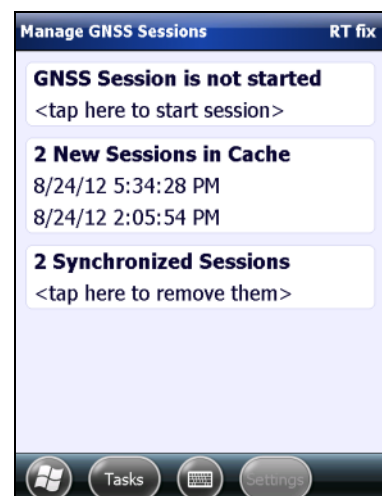 Manage GNSS Sessions RT fix
GNSS Session is not started
<tap here to start session>
2 New Sessions in Cache
8/24/12 5:34:28 PM
8/24/12 2:05:54 PM
2 Synchronized Sessions
<tap here to remove them>
Tasks Settings